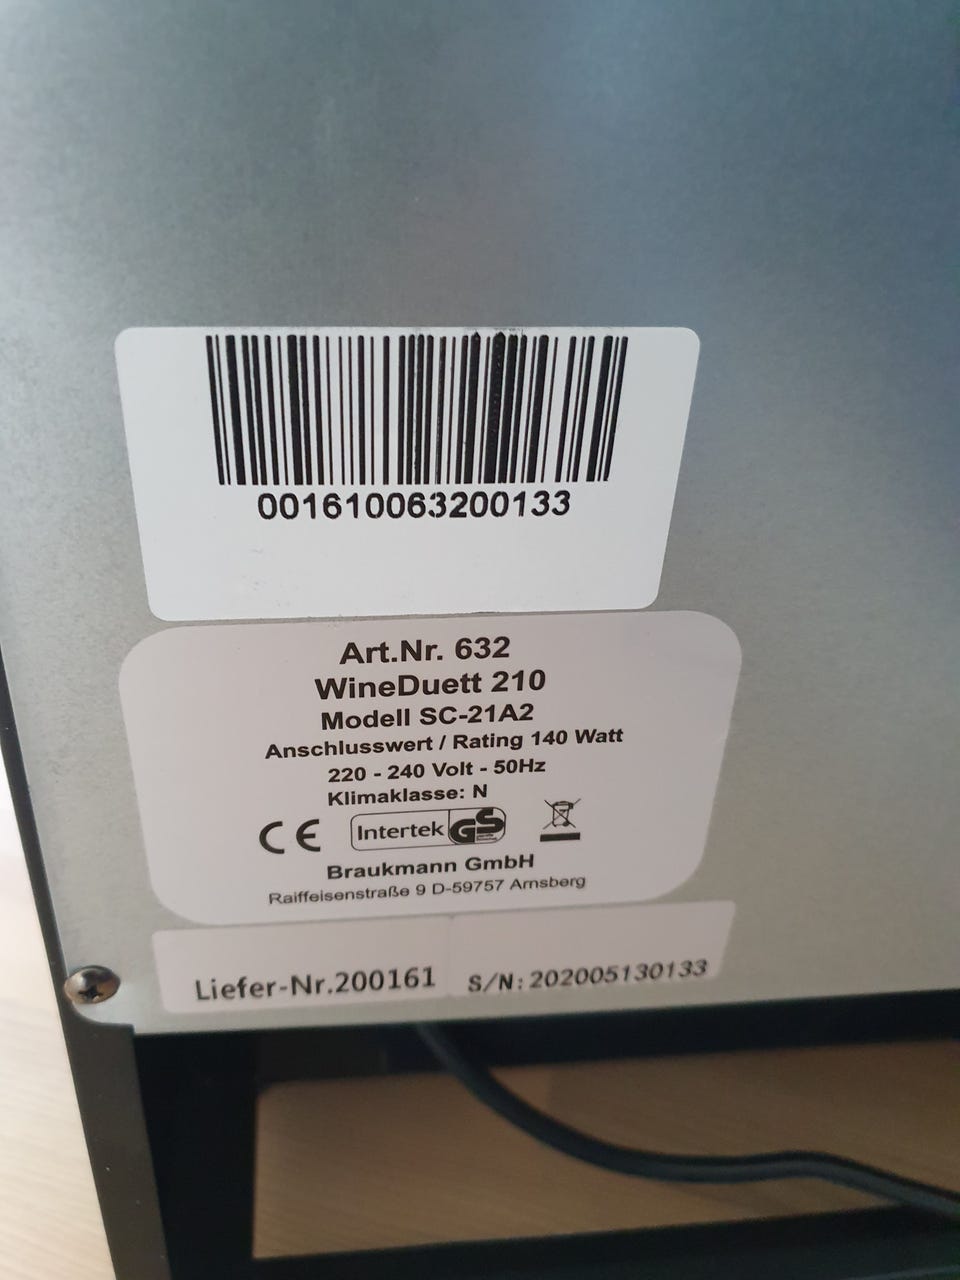 001610063200133
Art.Nr. 632
WineDuett 210
Modell SC-21A2
Anschlusswert / Rating 140 Watt
220 - 240 Volt - 50Hz
Klimaklasse: N
CE Intertek GS
Braukmann GmbH
Raiffeisenstraße 9 D-59757 Arnsberg
Liefer-Nr.200161 S/N: 202005130133